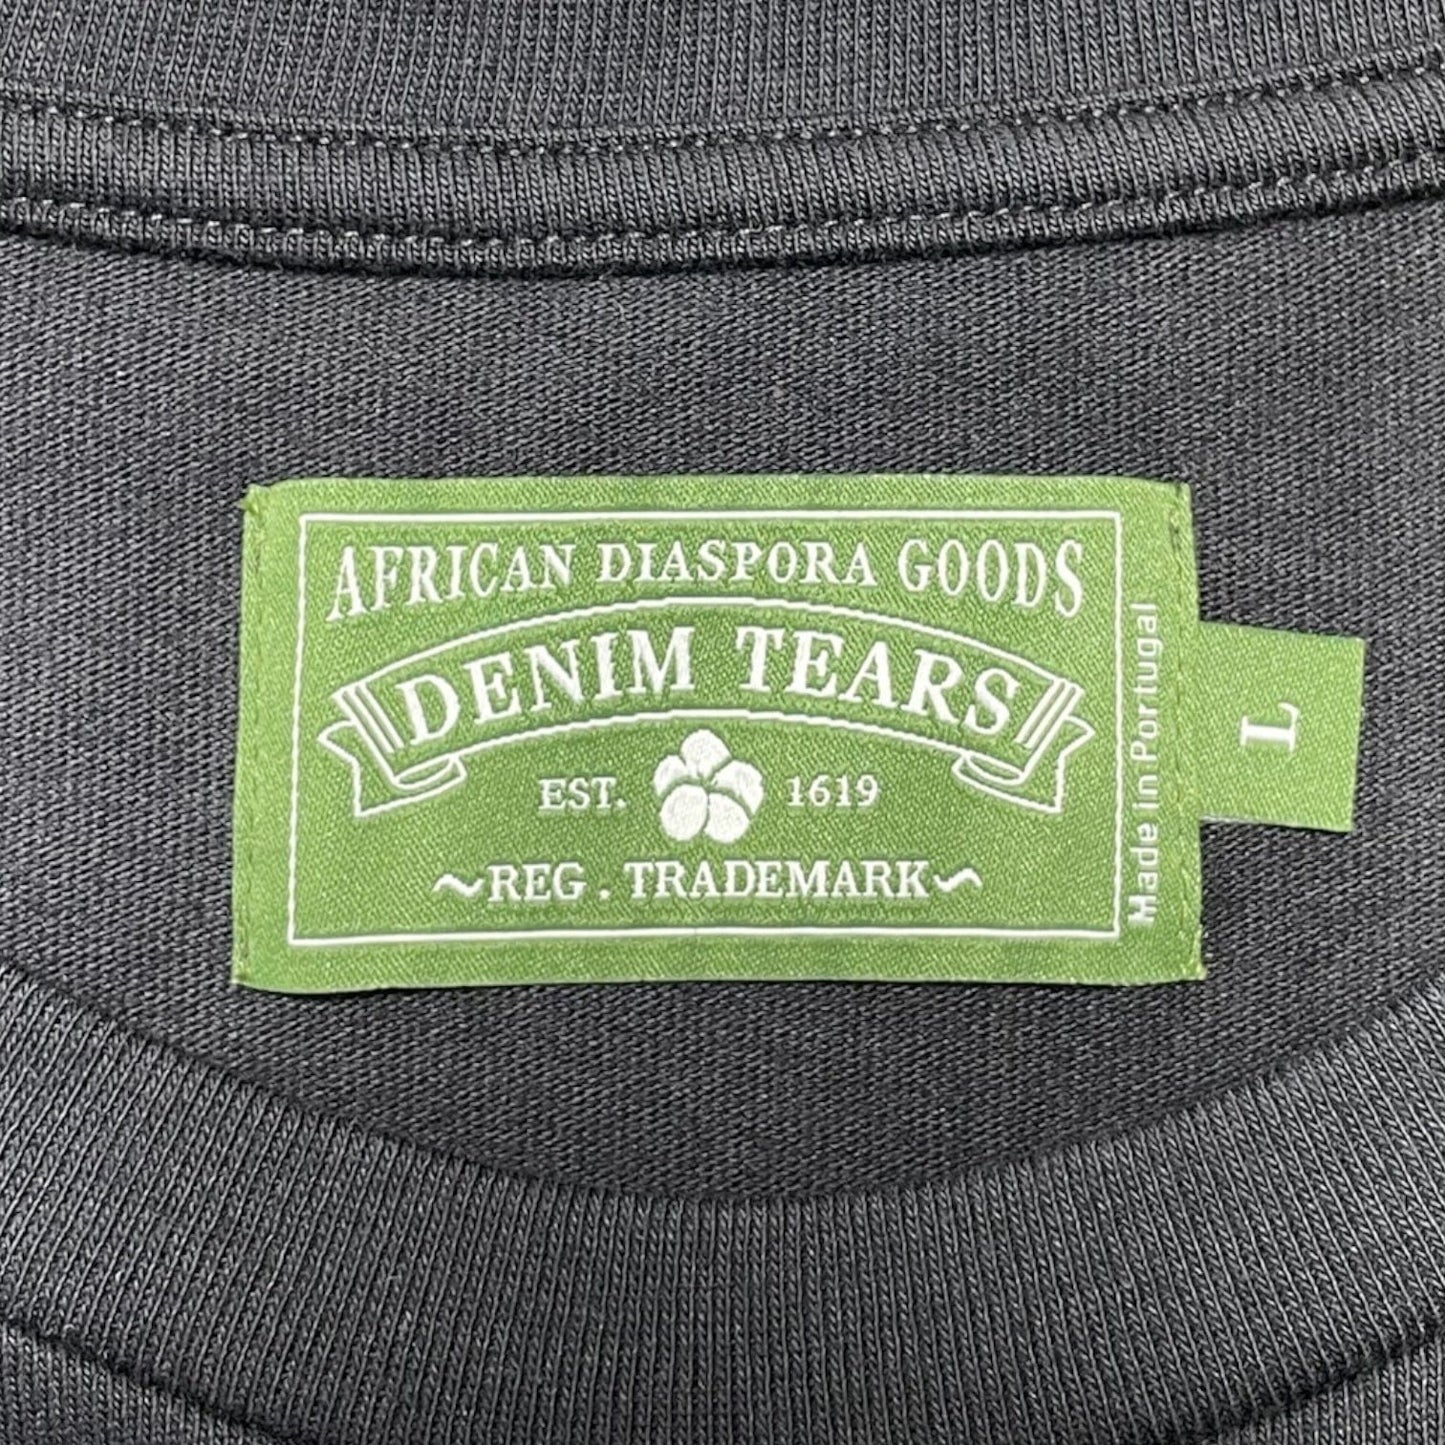 AFRICAN DIASPORA GOODS
DENIM TEARS
EST. 1619
~REG. TRADEMARK~
Made in Portugal
L